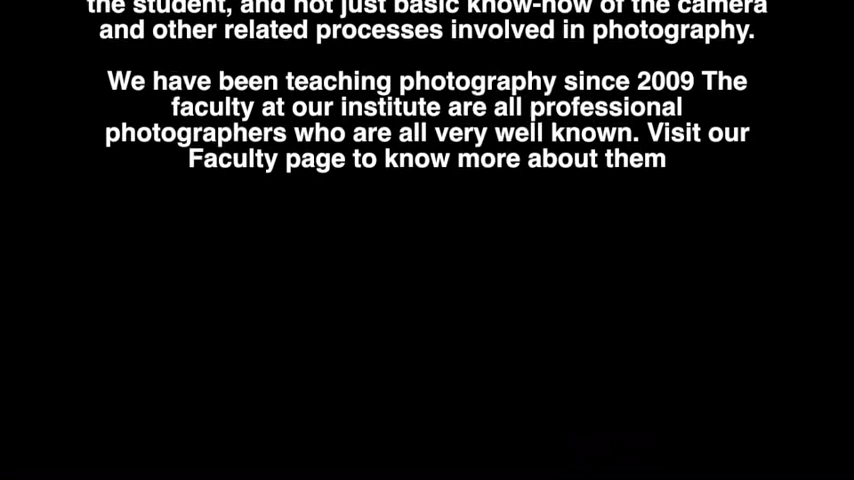 the student, and not just basic know-how of the camera
and other related processes involved in photography.
We have been teaching photography since 2009 The
faculty at our institute are all professional
photographers who are all very well known. Visit our
Faculty page to know more about them